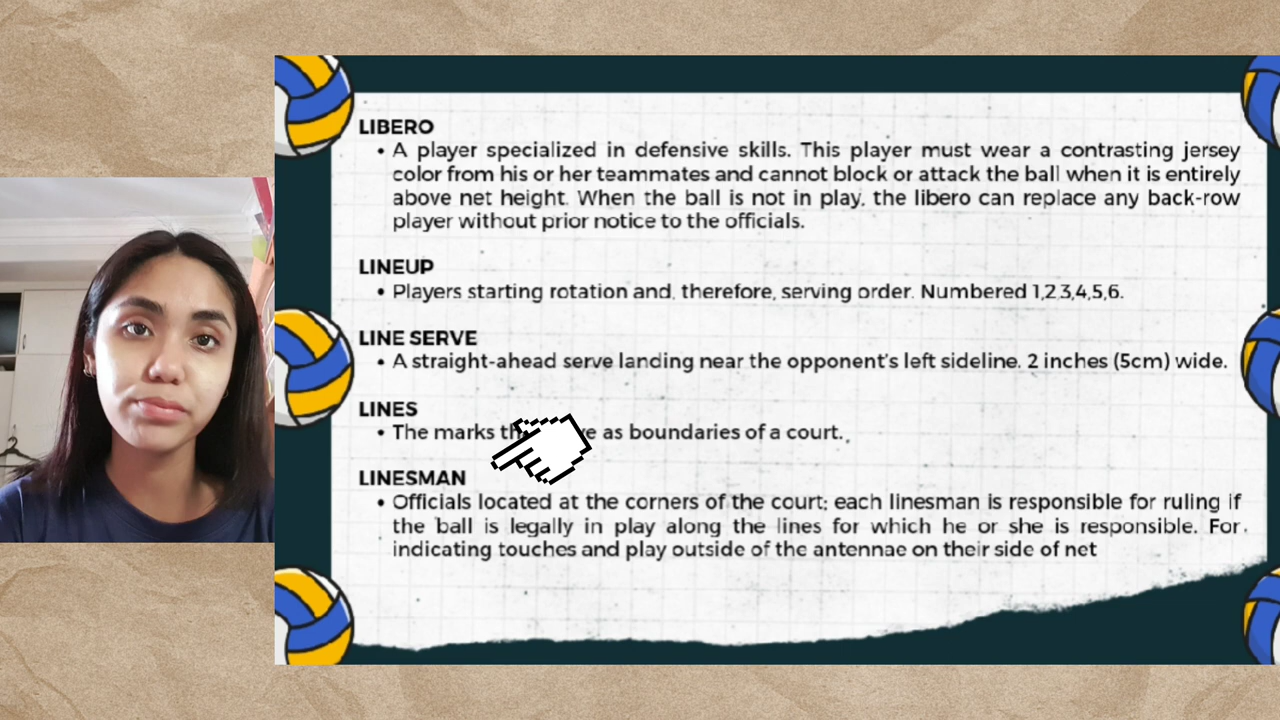 LIBERO
• A player specialized in defensive skills. This player must wear a contrasting jersey
color from his or her teammates and cannot block or attack the ball when it is entirely
above net height. When the ball is not in play, the libero can replace any back-row
player without prior notice to the officials.
LINEUP
• Players starting rotation and, therefore, serving order. Numbered 1,2,3,4,5,6.
LINE SERVE
• A straight-ahead serve landing near the opponent's left sideline. 2 inches (5cm) wide.
LINES
• The marks as boundaries of a court.
LINESMAN
• Officials located at the corners of the court; each linesman is responsible for ruling if
the ball is legally in play along the lines for which he or she is responsible. For
indicating touches and play outside of the antennae on their side of net